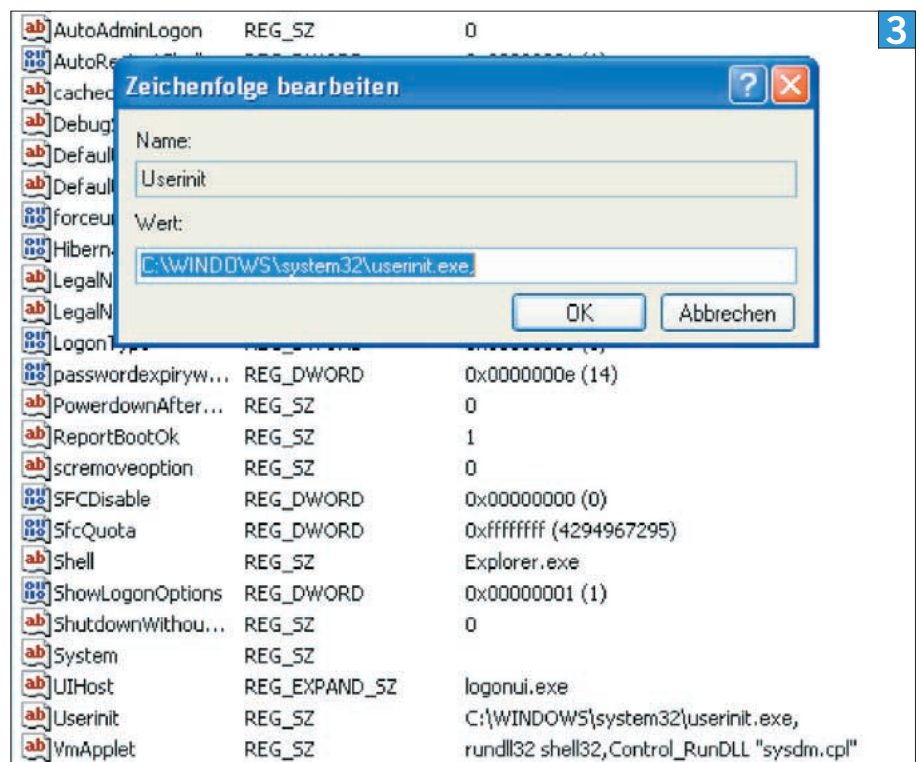 AutoAdminLogon REG_SZ 0
3
Zeichenfolge bearbeiten
Name:
Userinit
Wert:
C:\WINDOWS\system32\userinit.exe,
OK Abbrechen
passwordexpiryw... REG_DWORD 0x0000000e (14)
PowerdownAfter... REG_SZ 0
ReportBootOk REG_SZ 1
scremoveoption REG_SZ 0
SFCDisable REG_DWORD 0x00000000 (0)
SfcQuota REG_DWORD 0xffffffff (4294967295)
Shell REG_SZ Explorer.exe
ShowLogonOptions REG_DWORD 0x00000001 (1)
ShutdownWithou... REG_SZ 0
System REG_SZ
UIHost REG_EXPAND_SZ logonui.exe
Userinit REG_SZ C:\WINDOWS\system32\userinit.exe,
VmApplet REG_SZ rundll32 shell32,Control_RunDLL "sysdm.cpl"